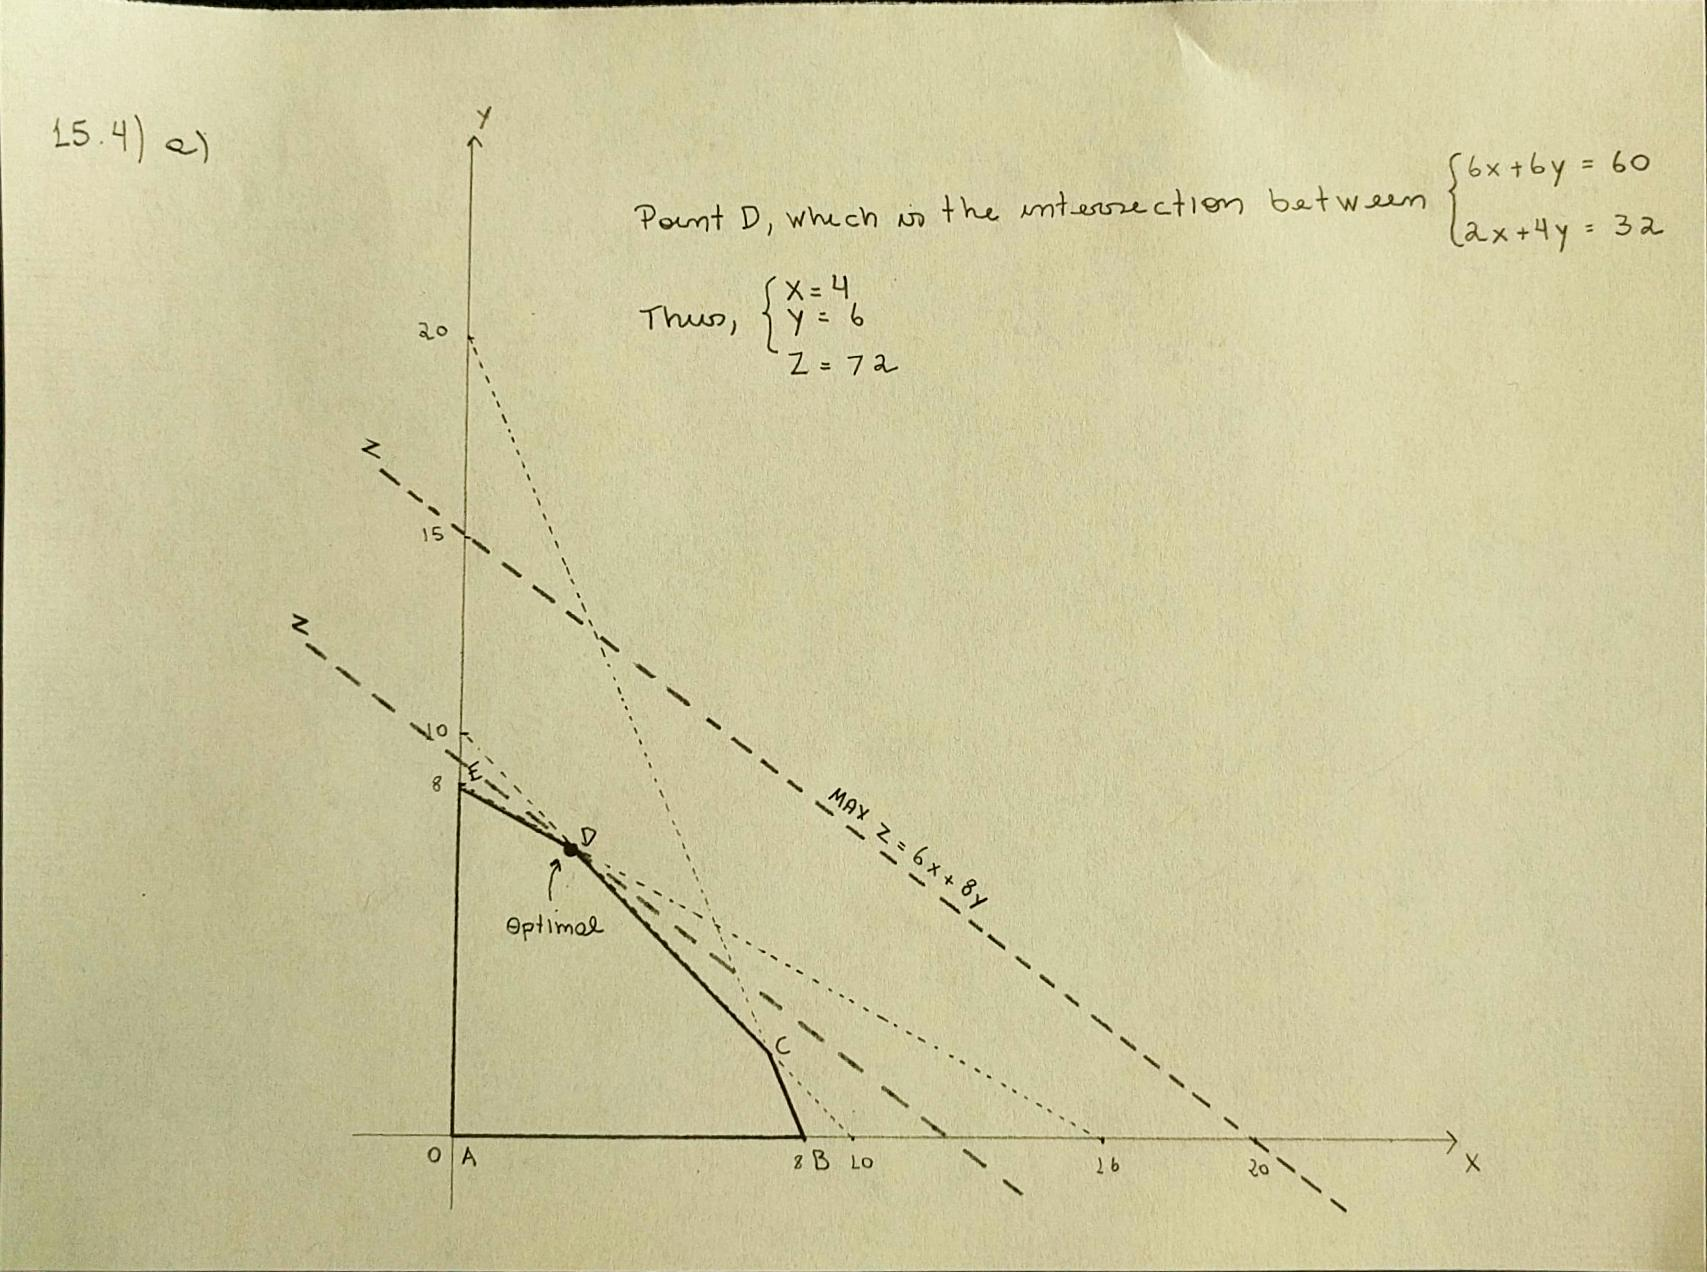 15.4) a)
Y
Point D, which is the intersection between { 6x+6y = 60
2x+4y = 32
Thus, { X = 4
Y = 6
Z = 72
20
Z
15
Z
10
E
8
D
MAX Z = 6x + 8y
Optimal
C
0 A 8 B 10 16 20 X